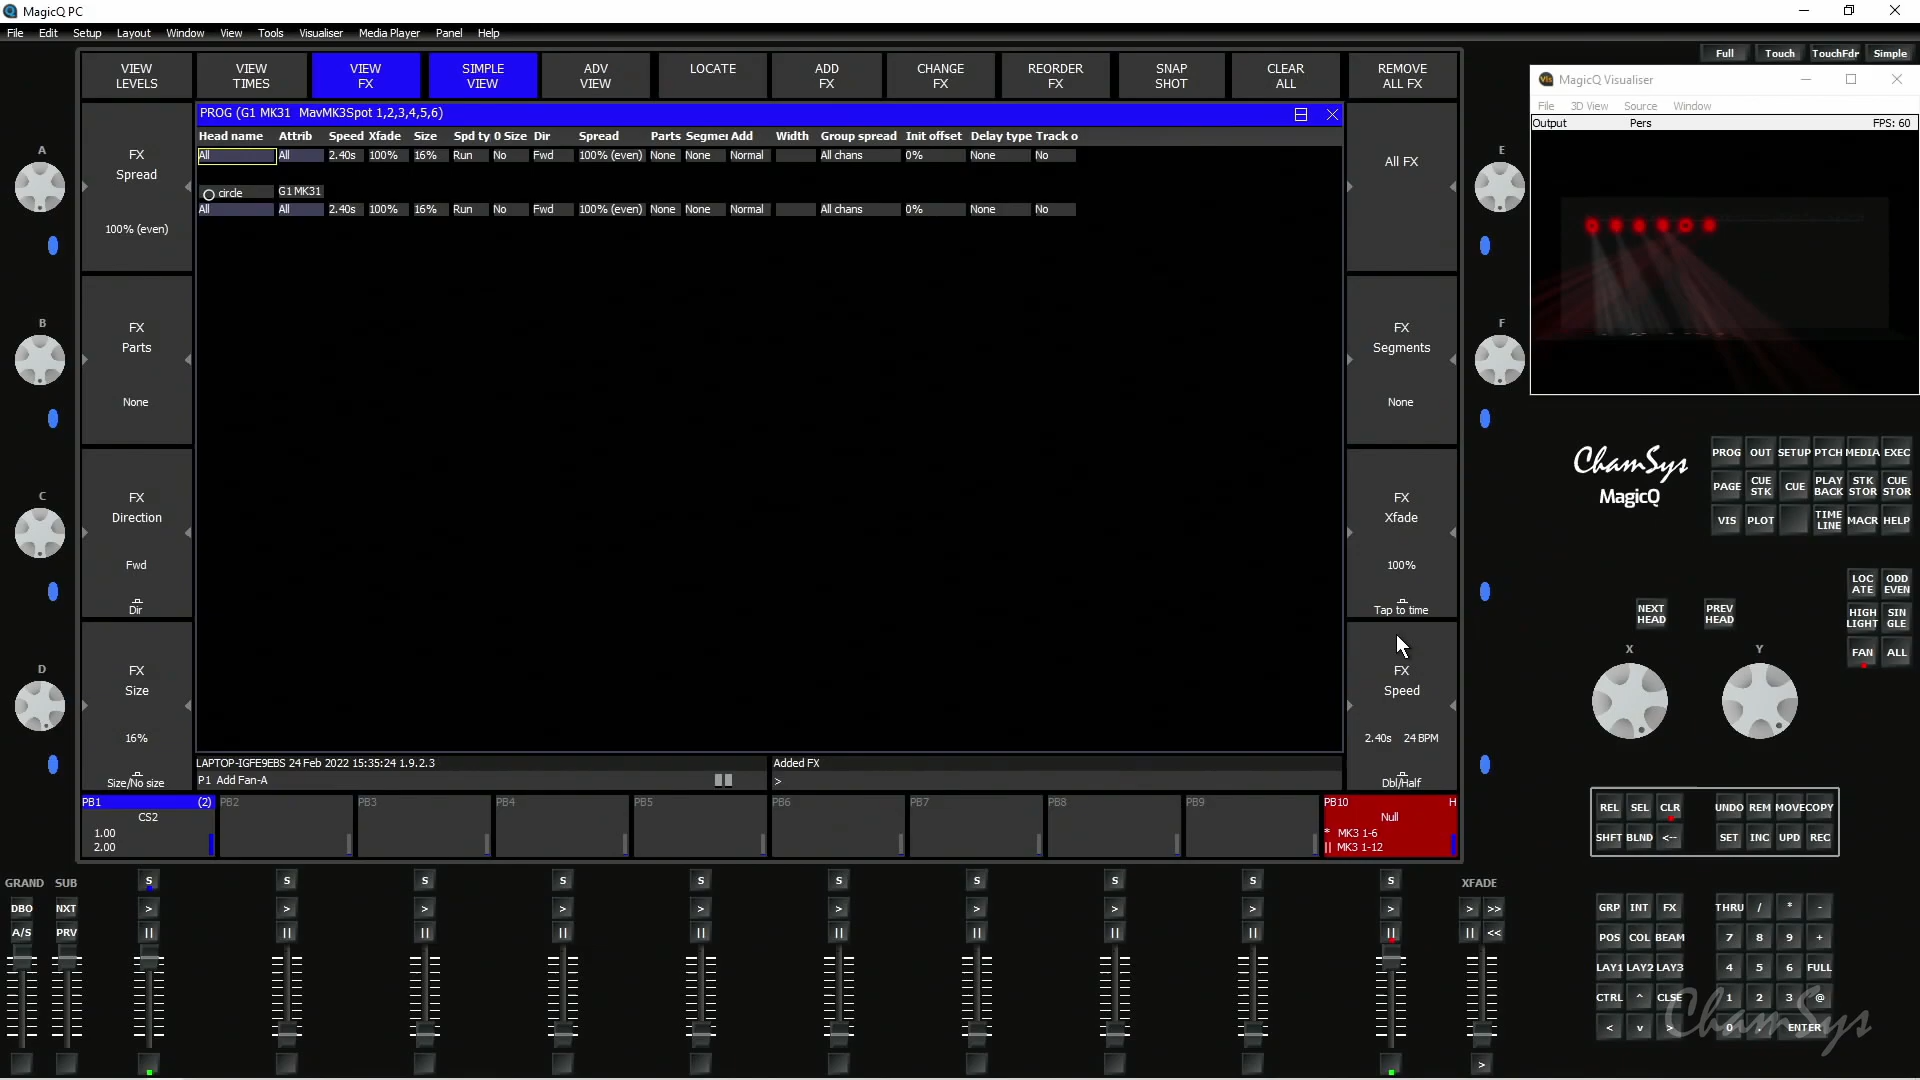 MagicQ PC
File Edit Setup Layout Window View Tools Visualiser Media Player Panel Help
Full Touch TouchFdr Simple
VIEW LEVELS
VIEW TIMES
VIEW FX
SIMPLE VIEW
ADV VIEW
LOCATE
ADD FX
CHANGE FX
REORDER FX
SNAP SHOT
CLEAR ALL
REMOVE ALL FX
PROG (G1 MK31 MavMK3Spot 1,2,3,4,5,6)
Head name Attrib Speed Xfade Size Spd ty 0 Size Dir Spread Parts Segmei Add Width Group spread Init offset Delay type Track o
All All 2.40s 100% 16% Run No Fwd 100% (even) None None Normal All chans 0% None No
circle G1 MK31
All All 2.40s 100% 16% Run No Fwd 100% (even) None None Normal All chans 0% None No
A
FX Spread
100% (even)
B
FX Parts
None
C
FX Direction
Fwd
Dir
D
FX Size
16%
Size/No size
E
All FX
F
FX Segments
None
FX Xfade
100%
Tap to time
FX Speed
2.40s 24 BPM
Dbl/Half
Vis MagicQ Visualiser
File 3D View Source Window
Output Pers FPS: 60
ChamSys
MagicQ
PROG OUT SETUP PTCH MEDIA EXEC
PAGE CUE STK CUE PLAY BACK STK STOR CUE STOR
VIS PLOT TIME LINE MACR HELP
LOC ATE ODD EVEN
NEXT HEAD PREV HEAD HIGH LIGHT SIN GLE
FAN ALL
X Y
LAPTOP-IGFE9EBS 24 Feb 2022 15:35:24 1.9.2.3
Added FX
P1 Add Fan-A
>
PB1 (2) PB2 PB3 PB4 PB5 PB6 PB7 PB8 PB9 PB10 H
CS2 Null
1.00 * MK3 1-6
2.00 || MK3 1-12
REL SEL CLR UNDO REM MOVE COPY
SHFT BLND <-- SET INC UPD REC
GRAND SUB S S S S S S S S S S XFADE
DBO NXT > > > > > > > > > > > >>
A/S PRV || || || || || || || || || || || <<
>
GRP INT FX THRU / * -
POS COL BEAM 7 8 9 +
LAY1 LAY2 LAY3 4 5 6 FULL
CTRL ^ CLSE 1 2 3 @
< v > 0 . ENTER
ChamSys